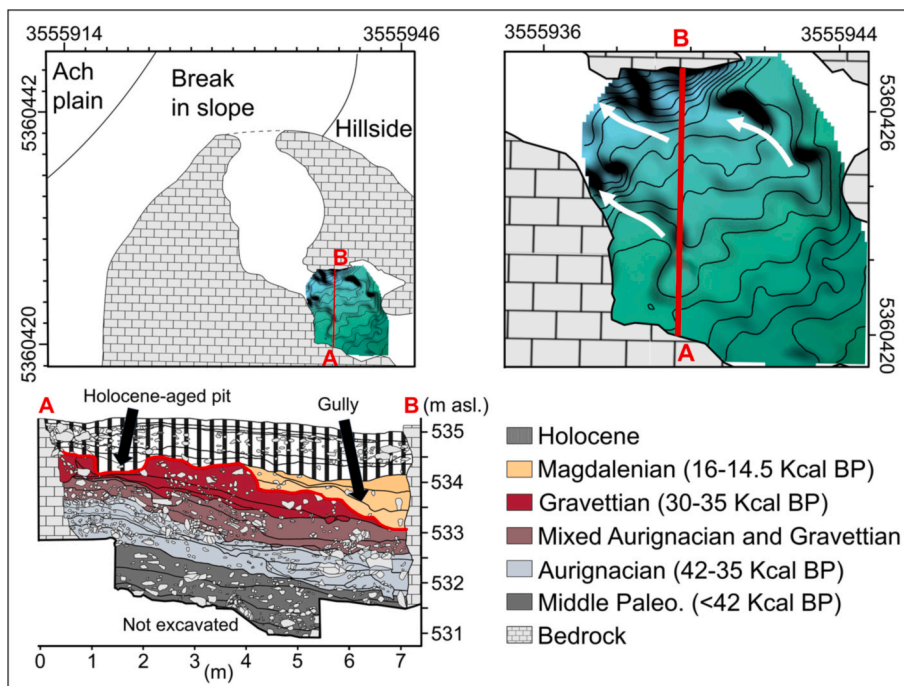 3555914
3555946
5360442
5360420
Ach
plain
Break
in slope
Hillside
B
A
3555936
3555944
5360426
5360420
B
A
A
Holocene-aged pit
Gully
B (m asl.)
535
534
533
532
531
Not excavated
0 1 2 3 4 5 6 7
(m)
Holocene
Magdalenian (16-14.5 Kcal BP)
Gravettian (30-35 Kcal BP)
Mixed Aurignacian and Gravettian
Aurignacian (42-35 Kcal BP)
Middle Paleo. (<42 Kcal BP)
Bedrock